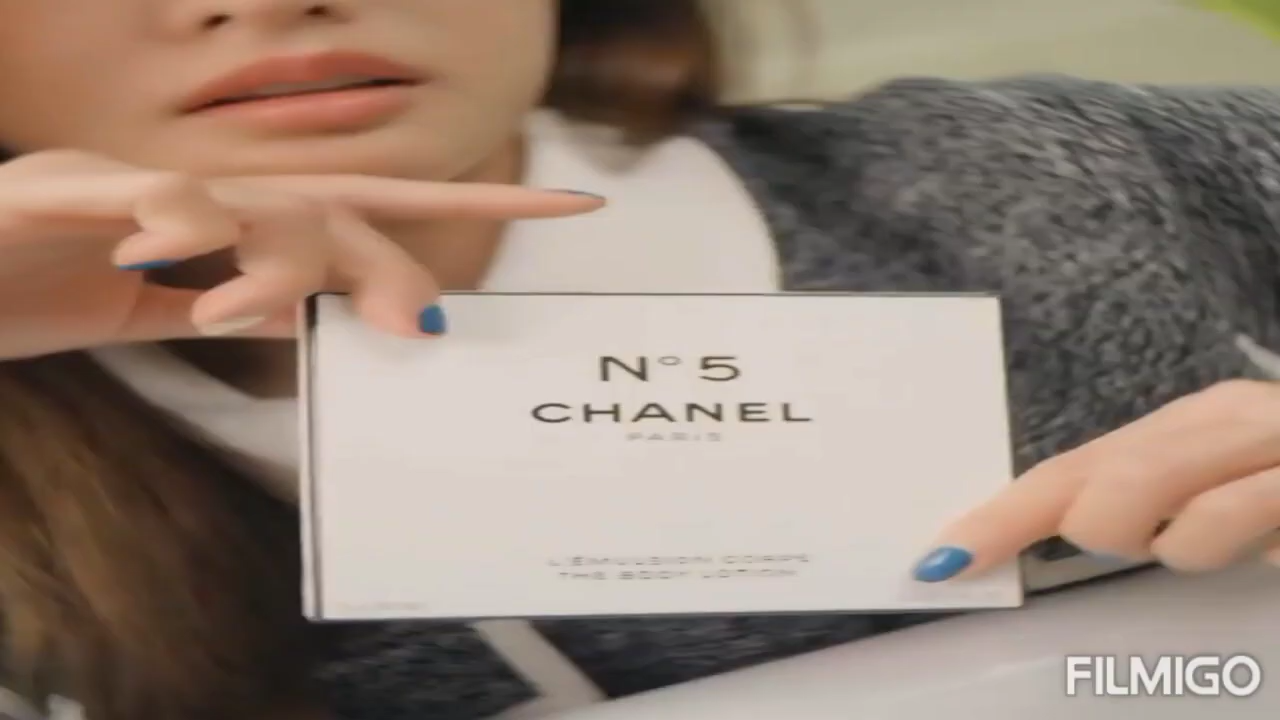 N° 5
CHANEL
PARIS
L'ÉMULSION CORPS
THE BODY LOTION
FILMIGO